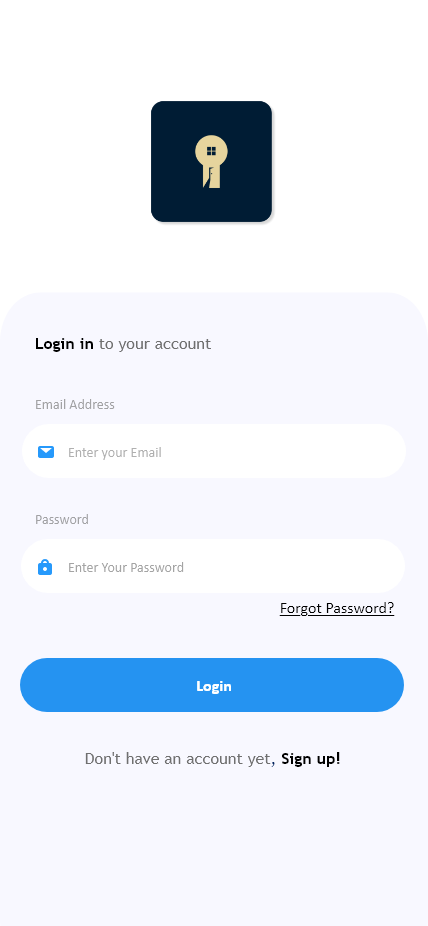 Login in to your account
Email Address
Enter your Email
Password
Enter Your Password
Forgot Password?
Login
Don't have an account yet, Sign up!